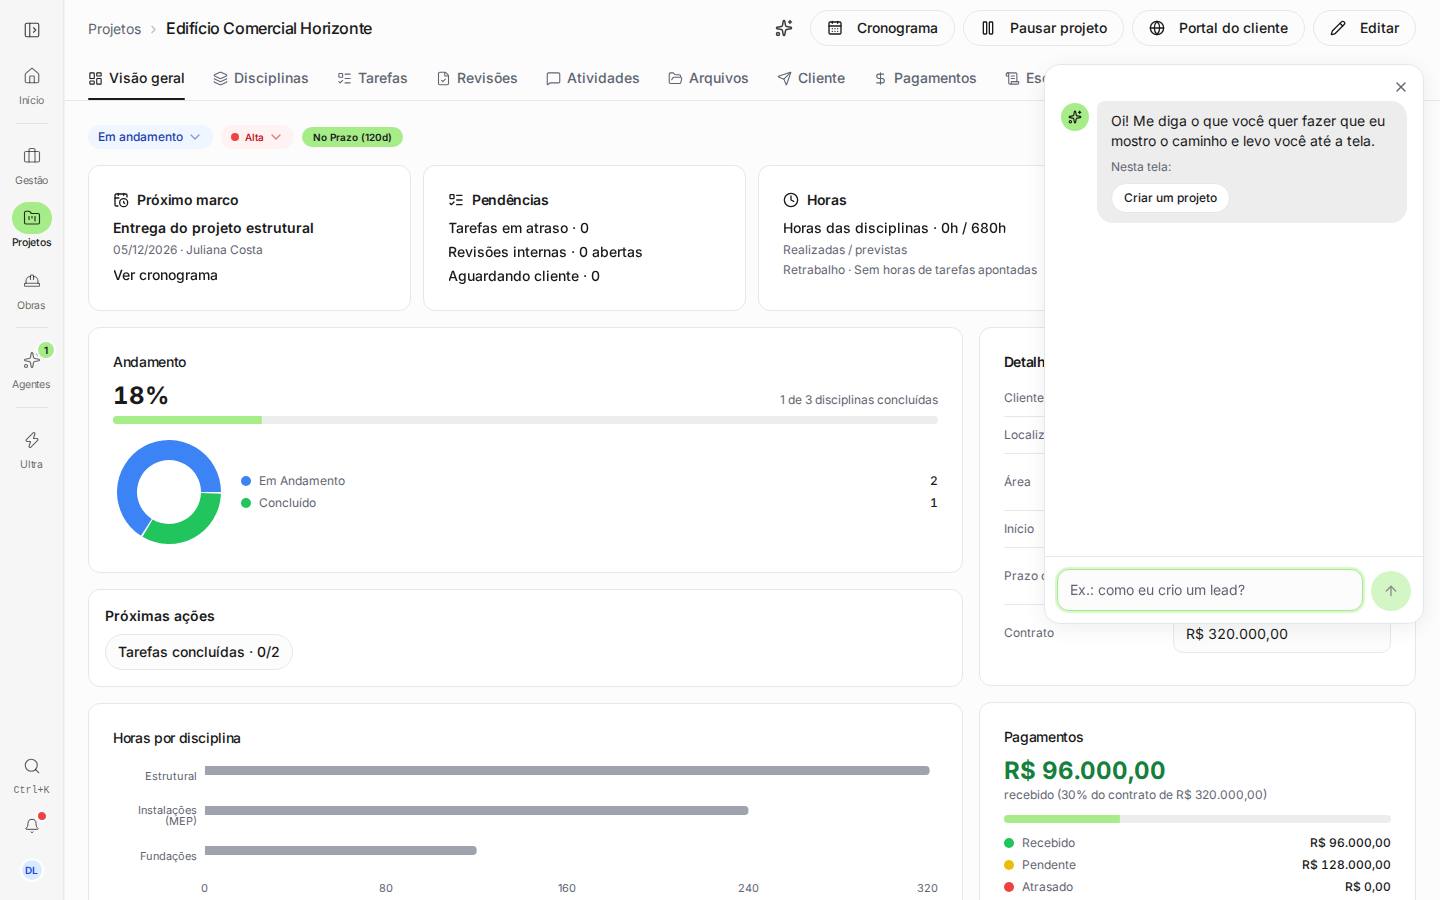 Projetos
Edifício Comercial Horizonte
Cronograma
Pausar projeto
Portal do cliente
Editar
Início
Gestão
Projetos
Obras
1
Agentes
Ultra
Ctrl+K
DL
Visão geral
Disciplinas
Tarefas
Revisões
Atividades
Arquivos
Cliente
Pagamentos
Em andamento
Alta
No Prazo (120d)
Próximo marco
Entrega do projeto estrutural
05/12/2026 · Juliana Costa
Ver cronograma
Pendências
Tarefas em atraso · 0
Revisões internas · 0 abertas
Aguardando cliente · 0
Horas
Horas das disciplinas · 0h / 680h
Realizadas / previstas
Retrabalho · Sem horas de tarefas apontadas
Oi! Me diga o que você quer fazer que eu
mostro o caminho e levo você até a tela.
Nesta tela:
Criar um projeto
Ex.: como eu crio um lead?
Andamento
18%
1 de 3 disciplinas concluídas
Em Andamento
2
Concluído
1
Cliente
Área
Início
Prazo
Contrato
R$ 320.000,00
Próximas ações
Tarefas concluídas · 0/2
Horas por disciplina
Estrutural
Instalações
(MEP)
Fundações
0
80
160
240
320
Pagamentos
R$ 96.000,00
recebido (30% do contrato de R$ 320.000,00)
Recebido
R$ 96.000,00
Pendente
R$ 128.000,00
Atrasado
R$ 0,00